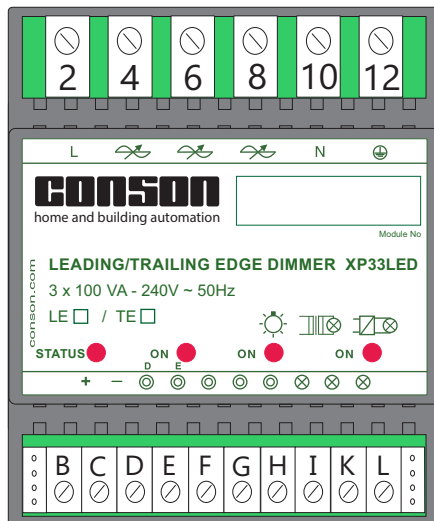 2 4 6 8 10 12
L N
conson
home and building automation
Module No
conson.com
LEADING/TRAILING EDGE DIMMER XP33LED
3 x 100 VA - 240V ~ 50Hz
LE / TE
STATUS ON ON ON
D E
+ –
B C D E F G H I K L